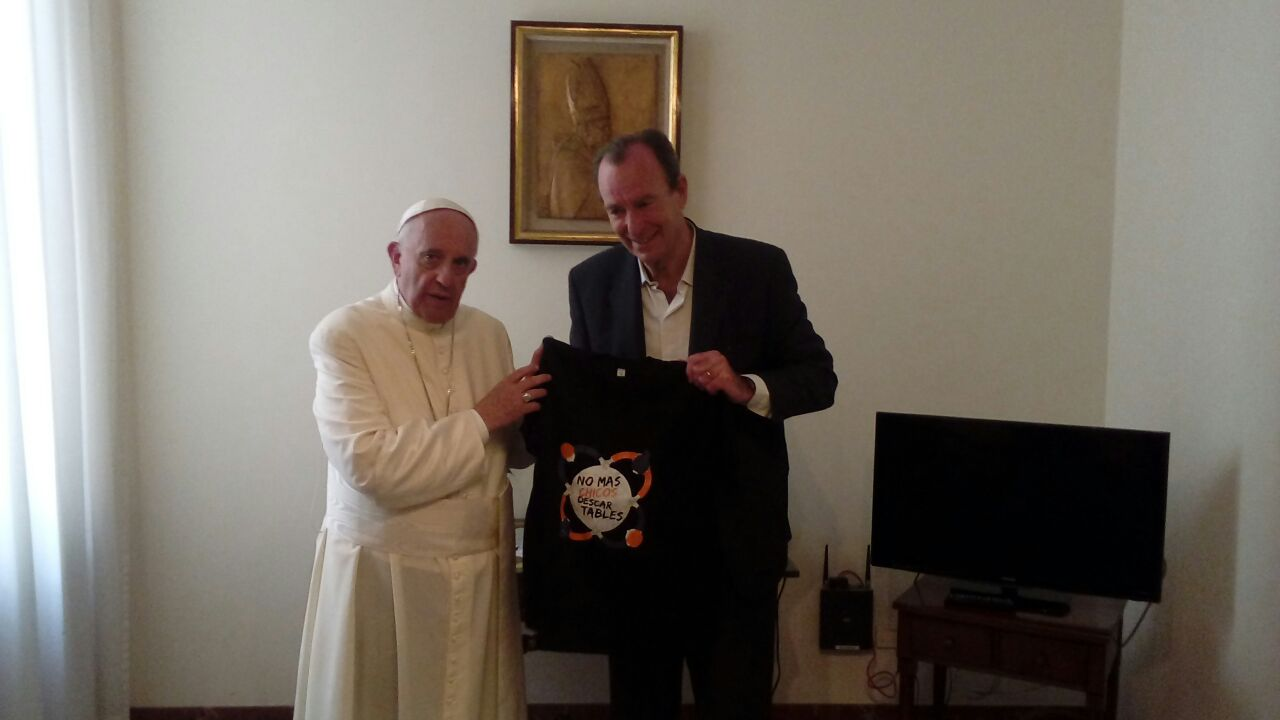 NO MAS
CHICOS
DESCAR
TABLES